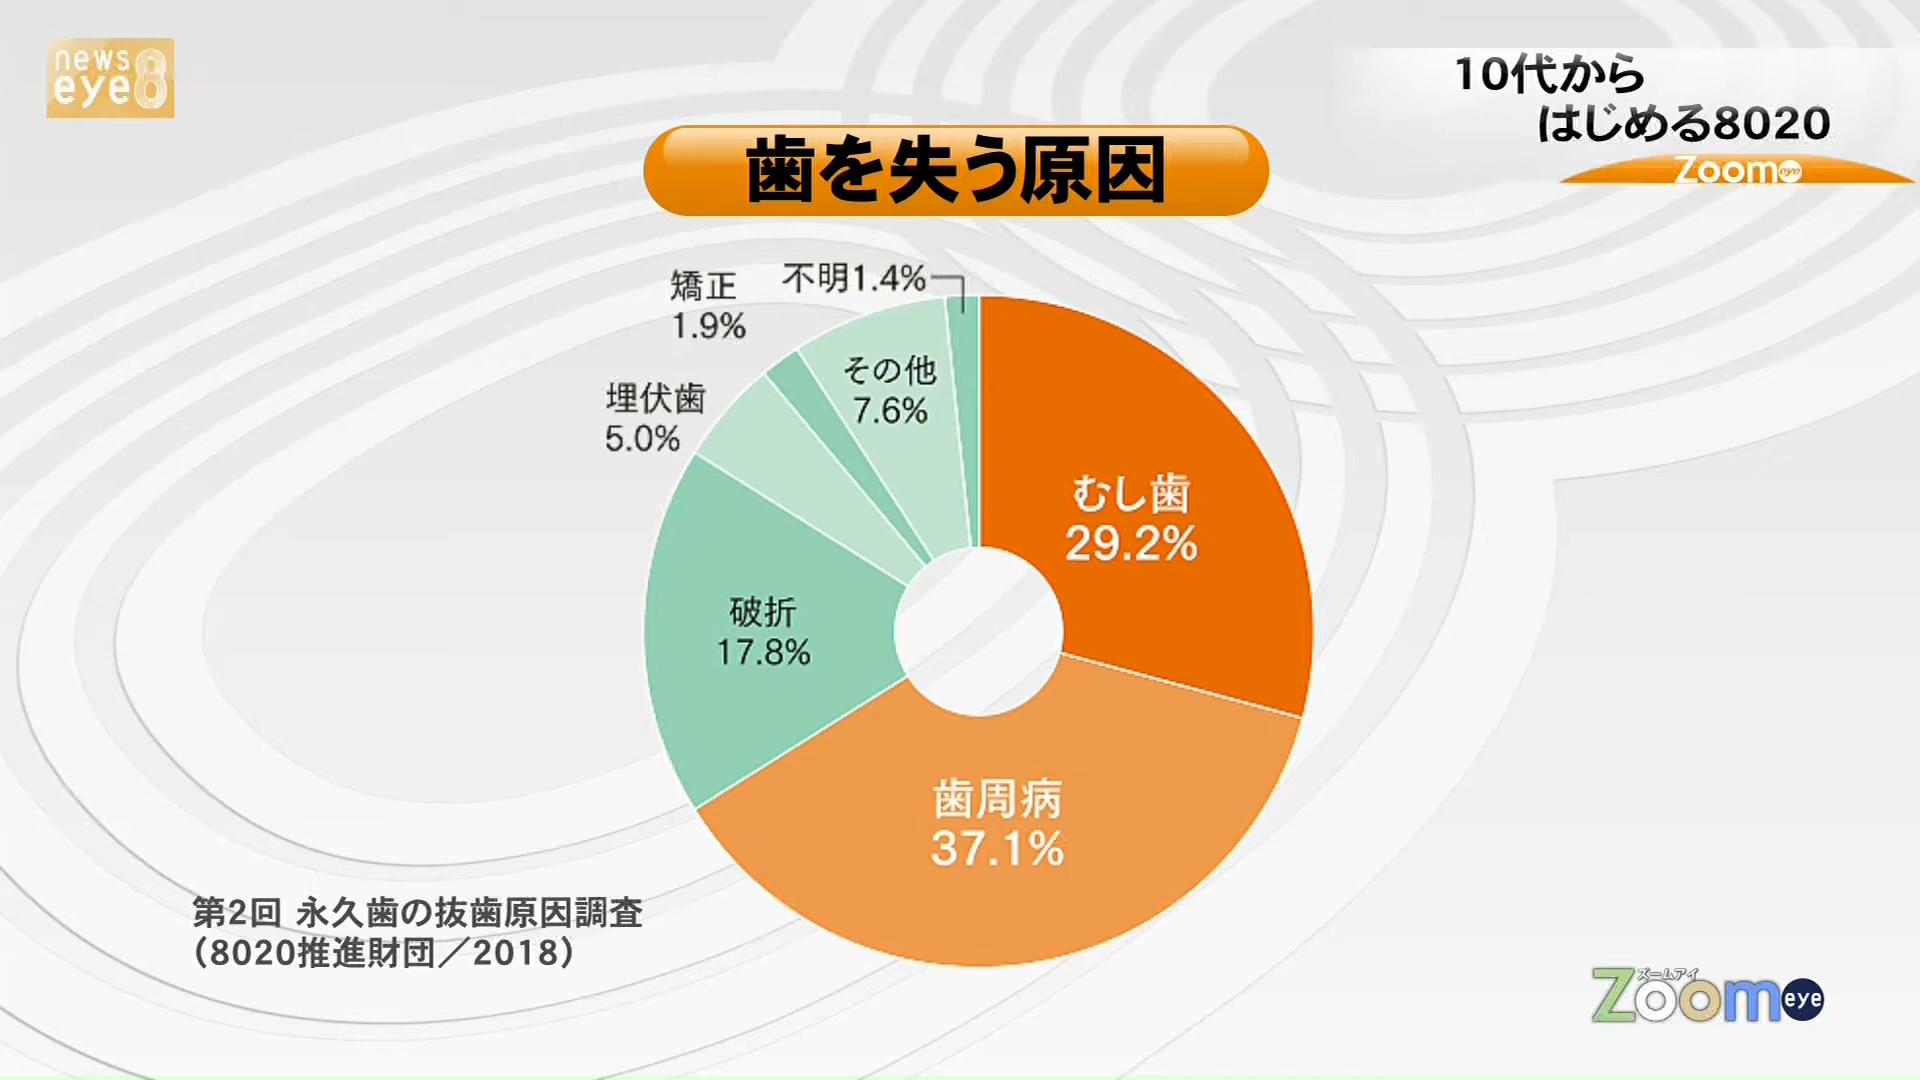 news
eye8
10代から
はじめる8020
Zoom eye
歯を失う原因
不明1.4%
矯正
1.9%
その他
7.6%
埋伏歯
5.0%
むし歯
29.2%
破折
17.8%
歯周病
37.1%
第2回 永久歯の抜歯原因調査
（8020推進財団／2018）
ズームアイ
Zoom eye